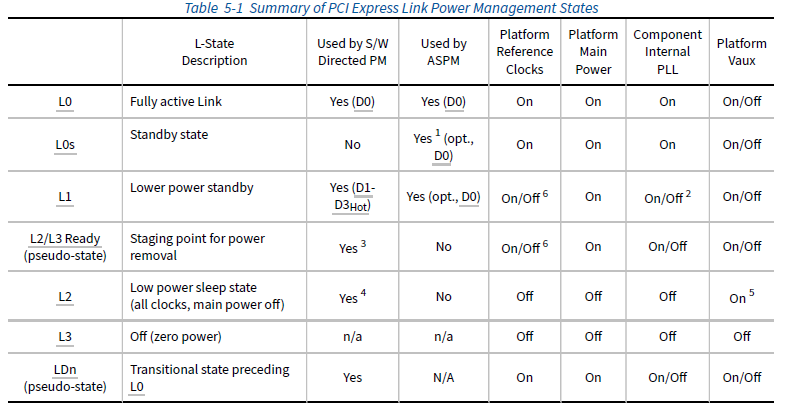 Table 5-1 Summary of PCI Express Link Power Management States
L-State
Description
Used by S/W
Directed PM
Used by
ASPM
Platform
Reference
Clocks
Platform
Main
Power
Component
Internal
PLL
Platform
Vaux
L0
Fully active Link
Yes (D0)
Yes (D0)
On
On
On
On/Off
L0s
Standby state
No
Yes 1 (opt.,
D0)
On
On
On
On/Off
L1
Lower power standby
Yes (D1-
D3Hot)
Yes (opt., D0)
On/Off 6
On
On/Off 2
On/Off
L2/L3 Ready
(pseudo-state)
Staging point for power
removal
Yes 3
No
On/Off 6
On
On/Off
On/Off
L2
Low power sleep state
(all clocks, main power off)
Yes 4
No
Off
Off
Off
On 5
L3
Off (zero power)
n/a
n/a
Off
Off
Off
Off
LDn
(pseudo-state)
Transitional state preceding
L0
Yes
N/A
On
On
On/Off
On/Off